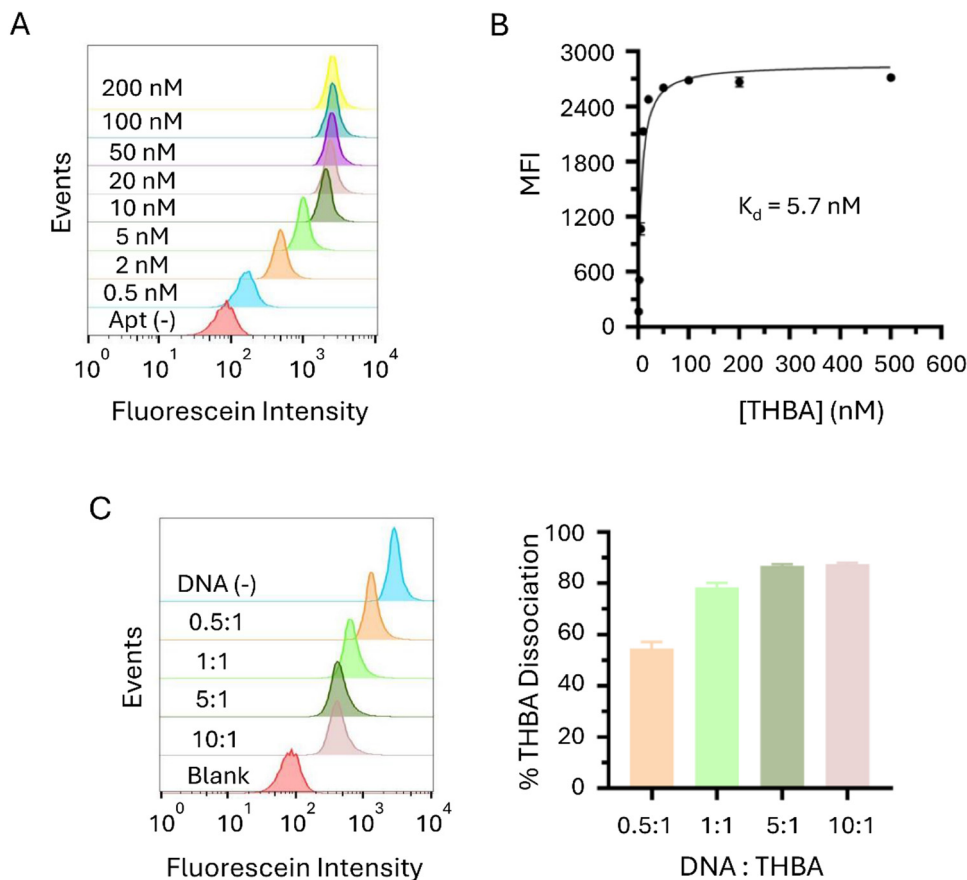 A
200 nM
100 nM
50 nM
20 nM
10 nM
5 nM
2 nM
0.5 nM
Apt (-)
Events
10^0 10^1 10^2 10^3 10^4
Fluorescein Intensity
B
3000
2400
1800
1200
600
0
MFI
K_d = 5.7 nM
0 100 200 300 400 500 600
[THBA] (nM)
C
DNA (-)
0.5:1
1:1
5:1
10:1
Blank
Events
10^0 10^1 10^2 10^3 10^4
Fluorescein Intensity
100
80
60
40
20
0
% THBA Dissociation
0.5:1 1:1 5:1 10:1
DNA : THBA